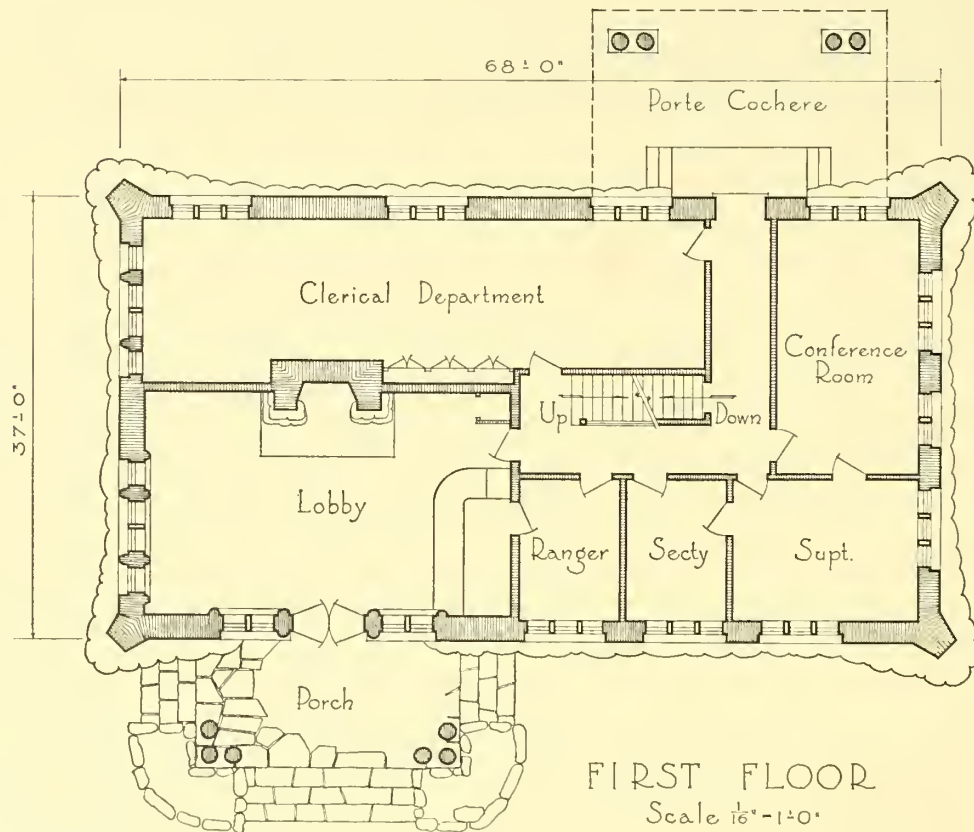 68'-0"
Porte Cochere
Clerical Department
Conference
Room
37'-0"
Up
Down
Lobby
Ranger
Secty
Supt.
Porch
FIRST FLOOR
Scale 1/16"-1'-0"